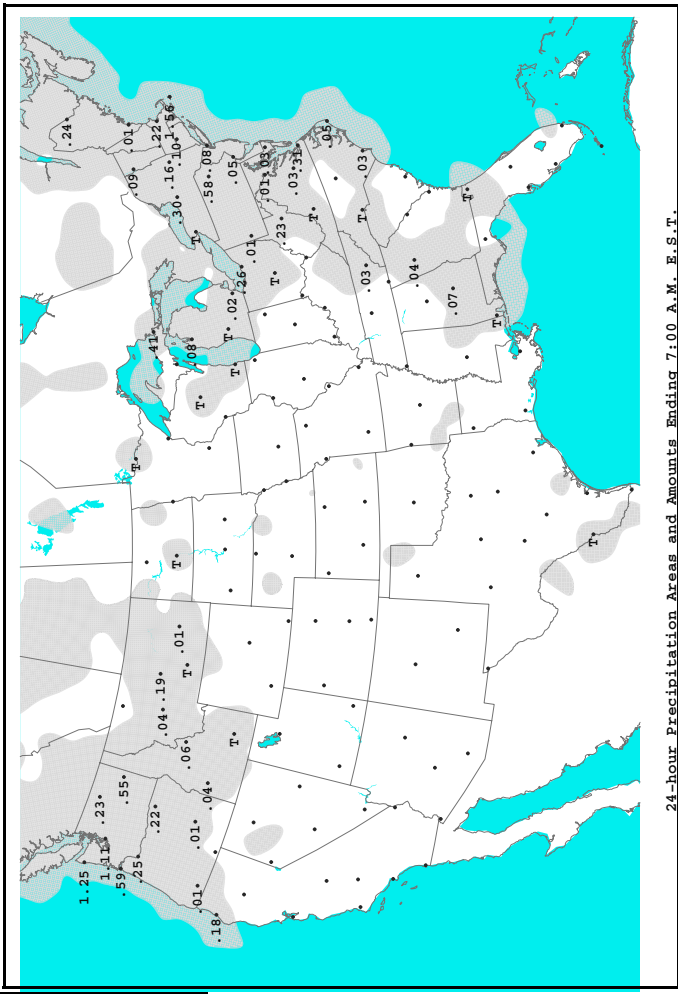 .24
1.25
.23
1.11
.59
.55
.01
.09
T
.25
.41
.22
.22
.04
.19
.16
1.56
.10
T
.30
.01
.06
T
.08
.01
T
.01
T
.04
.08
.58
.18
T
.02
.05
T
T
.26
.01
.01
.03
T
.23
.03
.31
T
.05
T
.03
.03
.04
.07
T
T
T
24-hour Precipitation Areas and Amounts Ending 7:00 A.M. E.S.T.